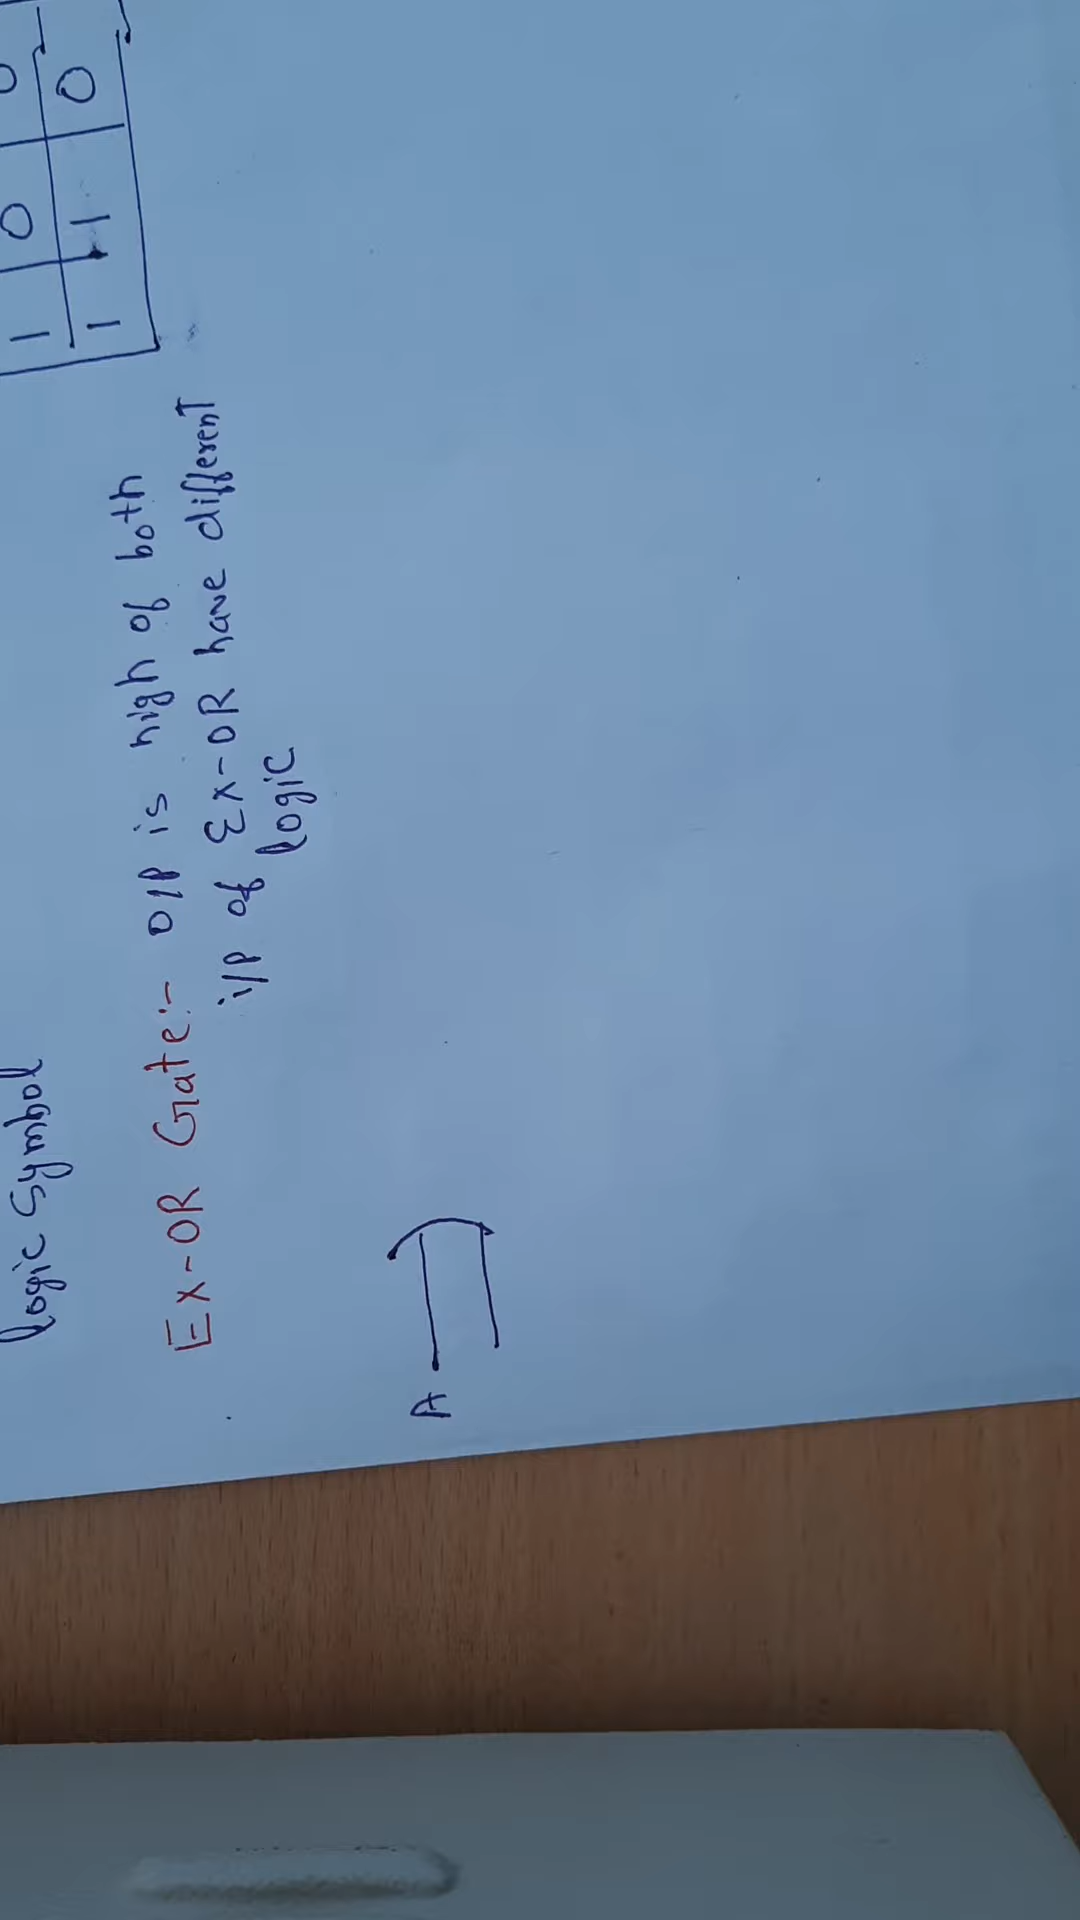 1 0 0
1 1 0
Logic Symbol
Ex-OR Gate:- O/P is high of both
i/p of Ex-OR have different
logic
A